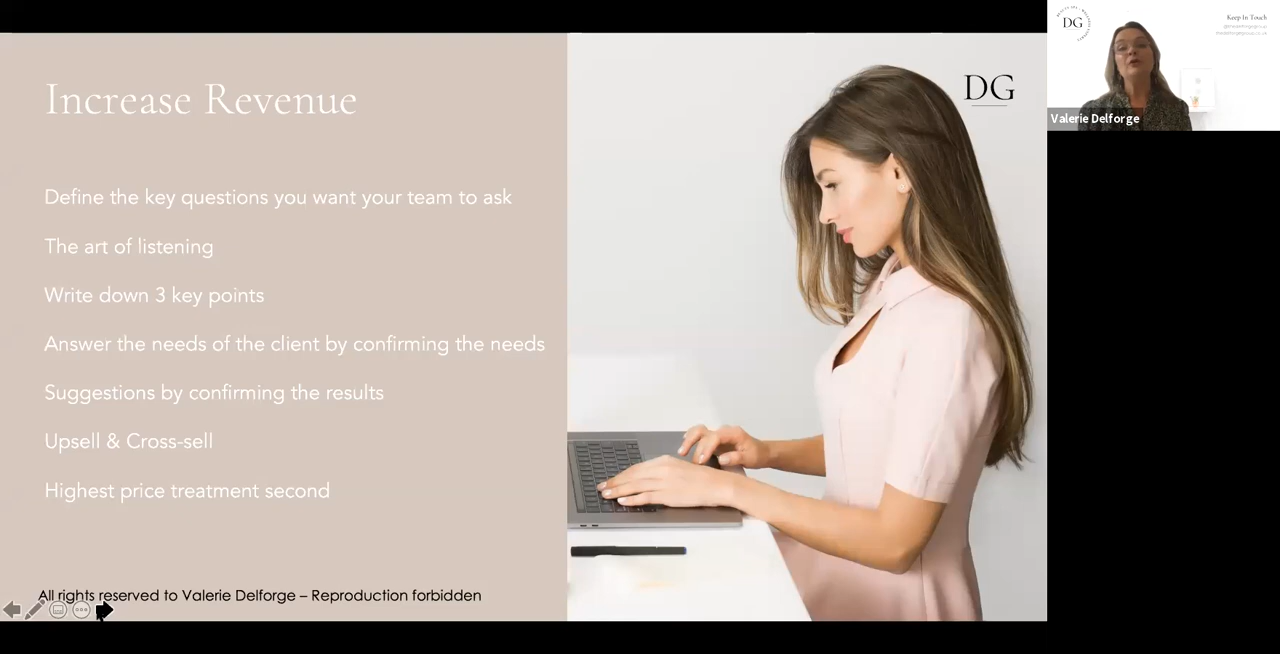 Increase Revenue
Define the key questions you want your team to ask
The art of listening
Write down 3 key points
Answer the needs of the client by confirming the needs
Suggestions by confirming the results
Upsell & Cross-sell
Highest price treatment second
All rights reserved to Valerie Delforge – Reproduction forbidden
DG
DG
Keep In Touch
Valerie Delforge